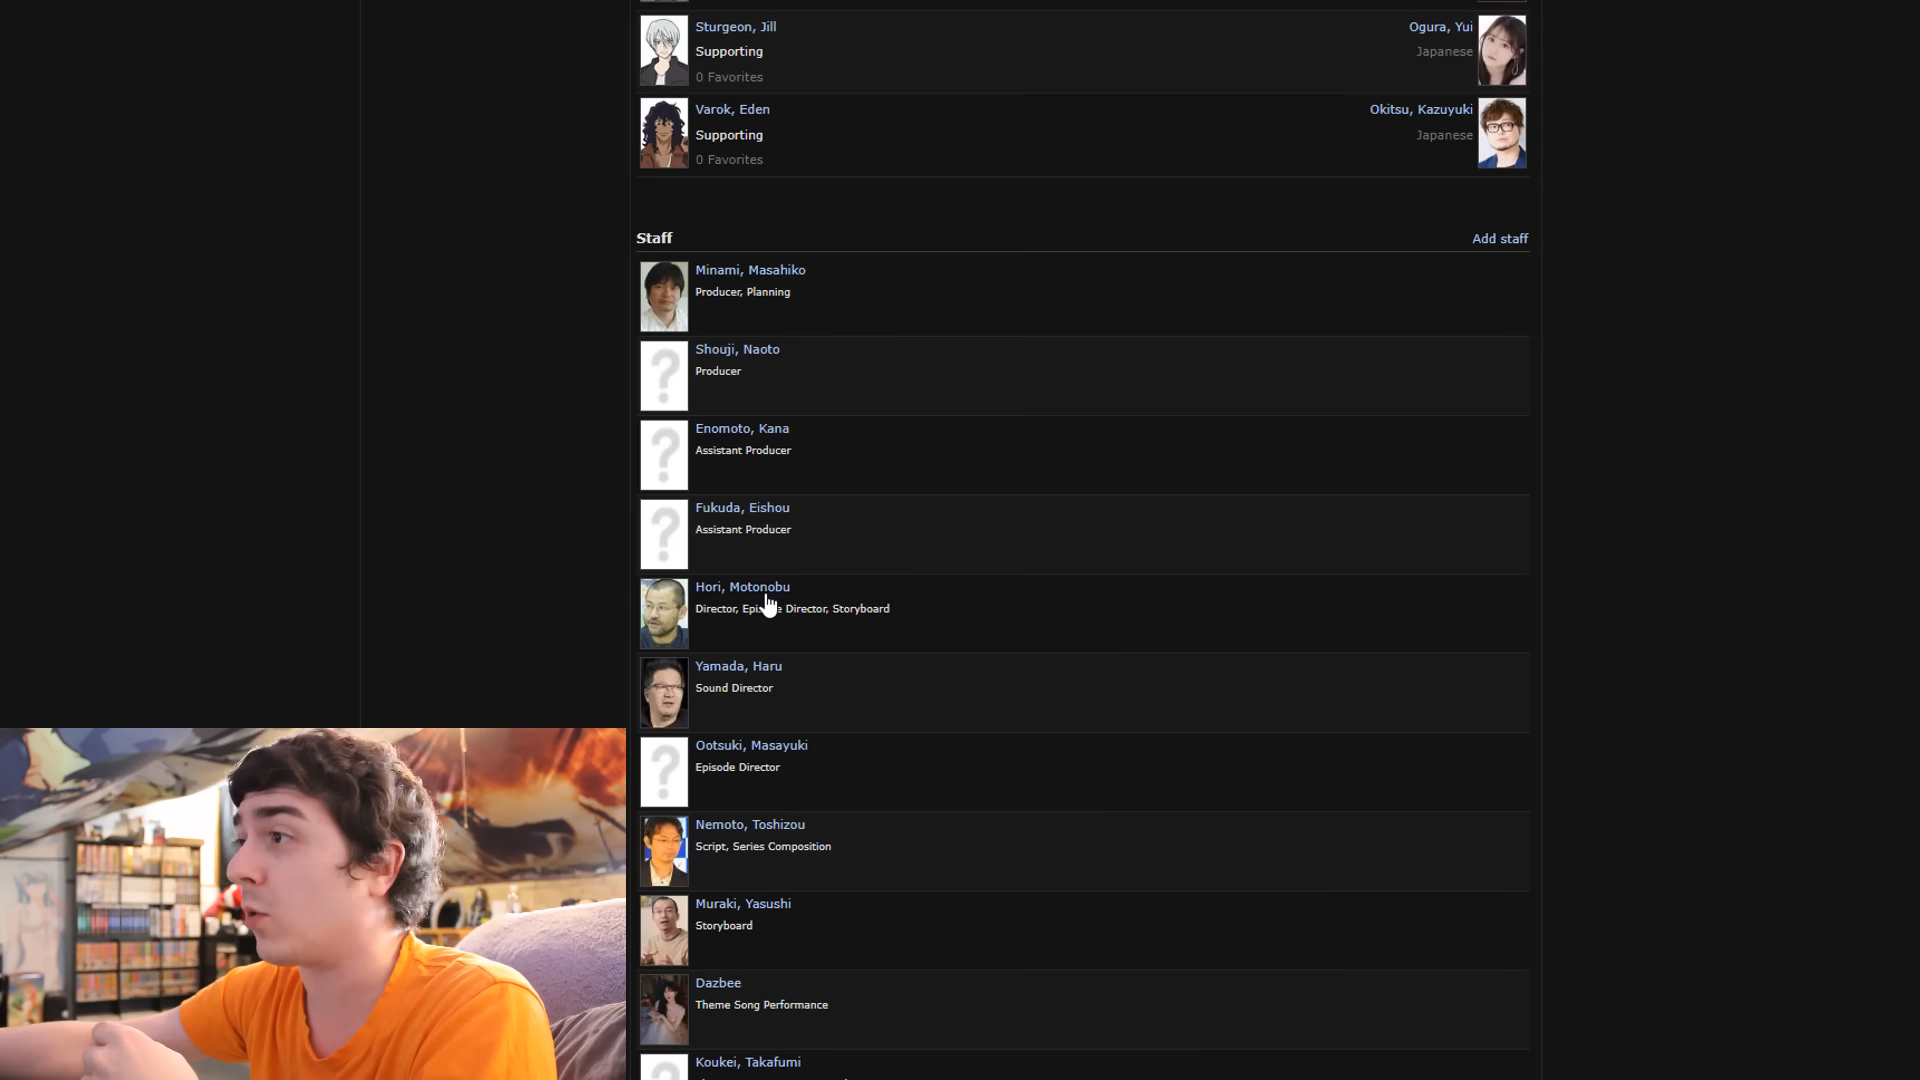 Sturgeon, Jill
Supporting
0 Favorites
Ogura, Yui
Japanese
Varok, Eden
Supporting
0 Favorites
Okitsu, Kazuyuki
Japanese
Staff
Add staff
Minami, Masahiko
Producer, Planning
Shouji, Naoto
Producer
Enomoto, Kana
Assistant Producer
Fukuda, Eishou
Assistant Producer
Hori, Motonobu
Director, Director, Storyboard
Yamada, Haru
Sound Director
Ootsuki, Masayuki
Episode Director
Nemoto, Toshizou
Script, Series Composition
Muraki, Yasushi
Storyboard
Dazbee
Theme Song Performance
Koukei, Takafumi